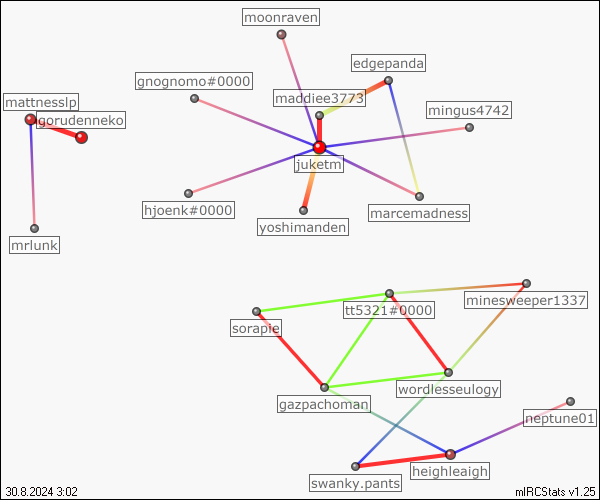 moonraven
edgepanda
gnognomo#0000
maddiee3773
mattnesslp
mingus4742
gorudenneko
juketm
hjoenk#0000
marcemadness
yoshimanden
mrlunk
minesweeper1337
tt5321#0000
sorapie
wordlesseulogy
gazpachoman
neptune01
heighleaigh
swanky.pants
30.8.2024 3:02
mIRCStats v1.25